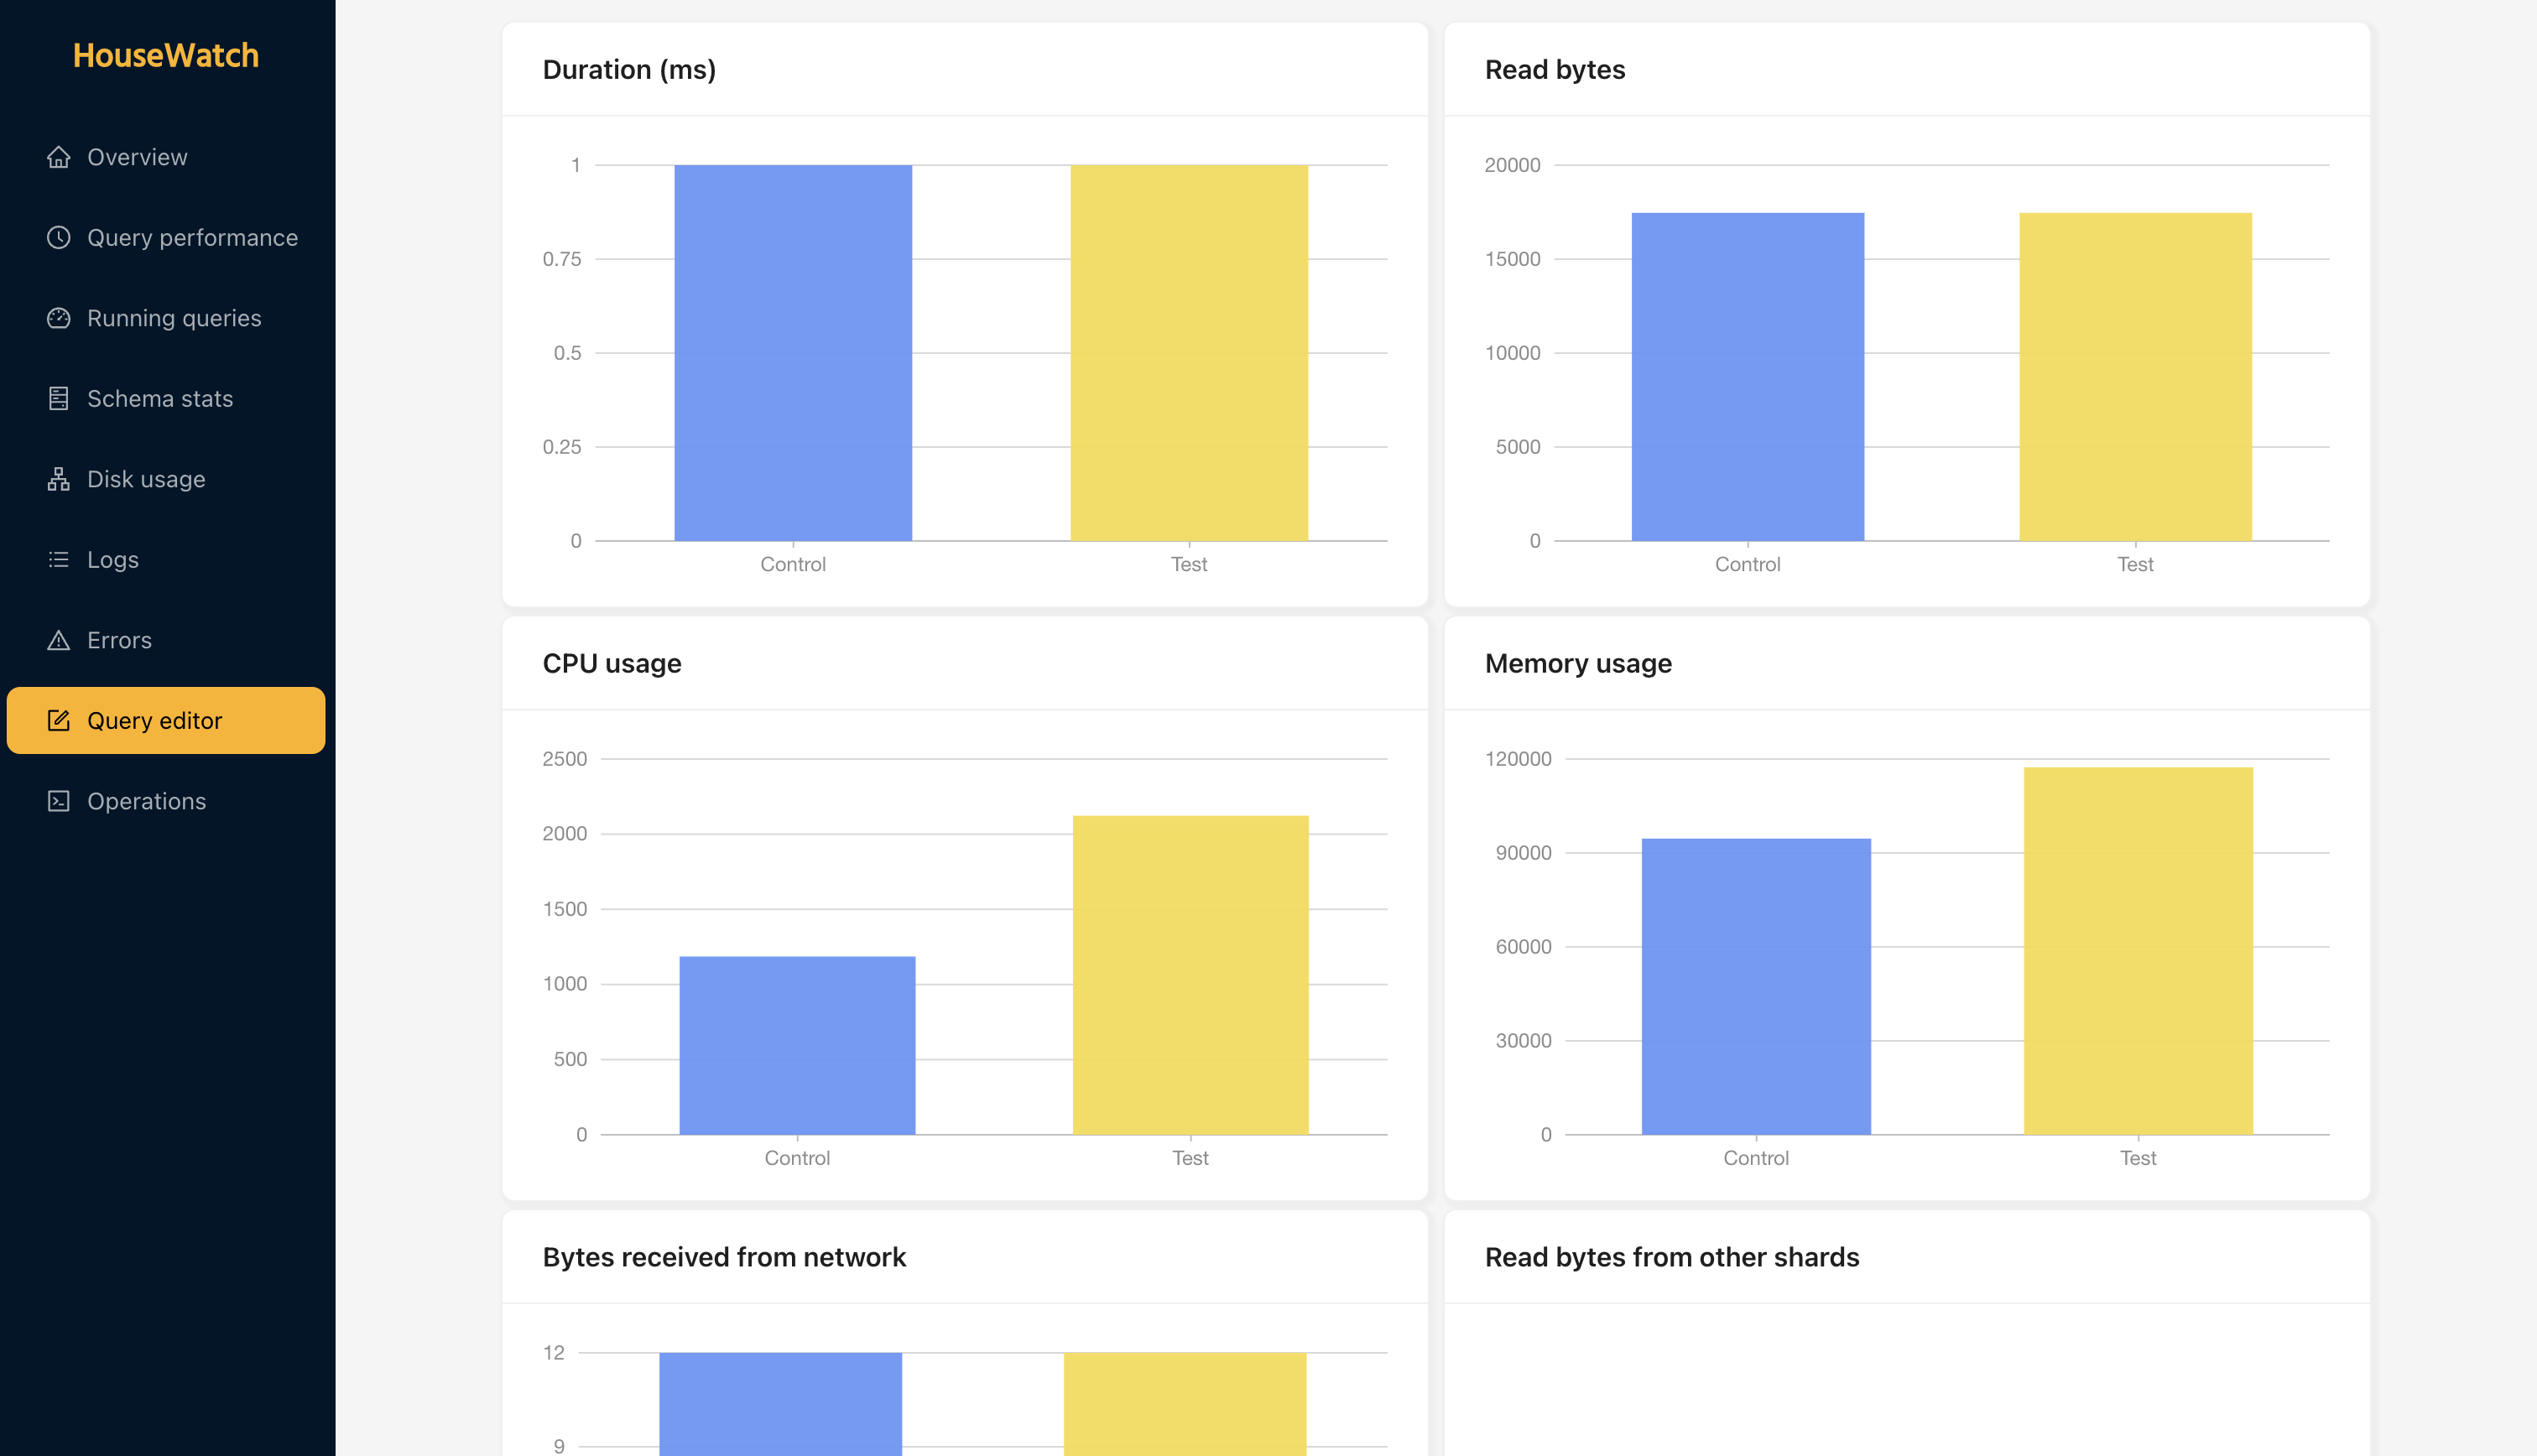 HouseWatch
Overview
Query performance
Running queries
Schema stats
Disk usage
Logs
Errors
Query editor
Operations
Duration (ms)
1
0.75
0.5
0.25
0
Control
Test
Read bytes
20000
15000
10000
5000
0
Control
Test
CPU usage
2500
2000
1500
1000
500
0
Control
Test
Memory usage
120000
90000
60000
30000
0
Control
Test
Bytes received from network
12
9
Read bytes from other shards